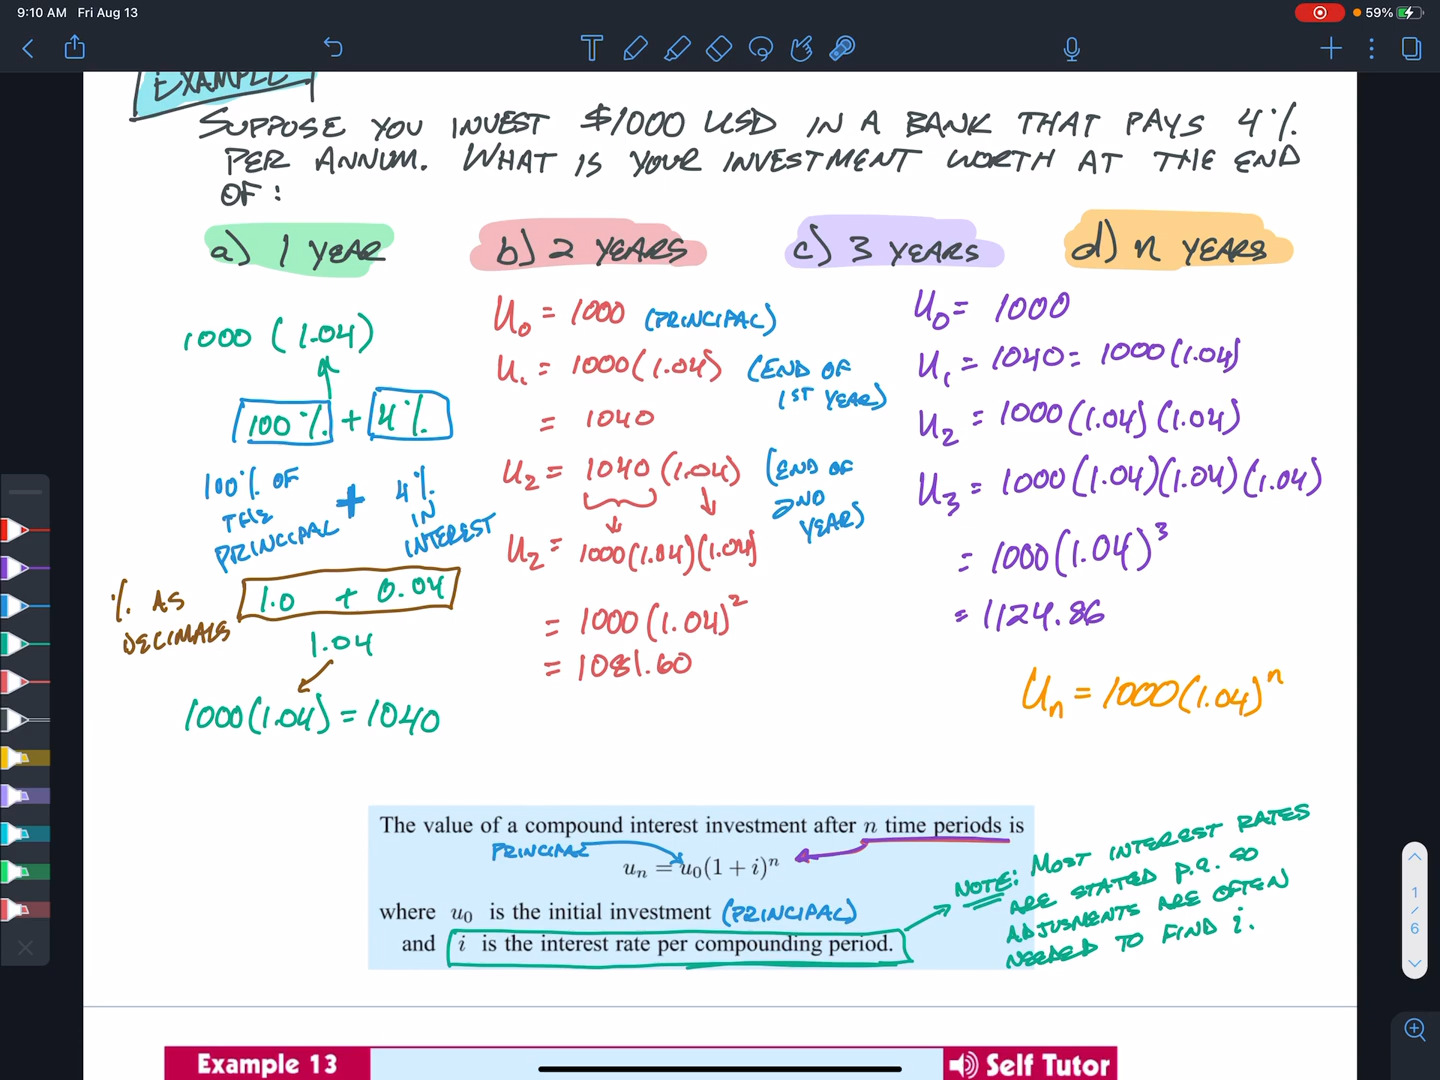 9:10 AM Fri Aug 13
59%
EXAMPLE
SUPPOSE YOU INVEST $1000 USD IN A BANK THAT PAYS 4%
PER ANNUM. WHAT IS YOUR INVESTMENT WORTH AT THE END
OF:
a) 1 YEAR
b) 2 YEARS
c) 3 YEARS
d) n YEARS
1000 (1.04)
100% + 4%
100% OF THE PRINCIPAL + 4% IN INTEREST
% AS DECIMALS
1.0 + 0.04
1.04
1000(1.04) = 1040
U₀ = 1000 (PRINCIPAL)
U₁ = 1000(1.04) (END OF 1ST YEAR)
= 1040
U₂ = 1040 (1.04) (END OF 2ND YEAR)
U₂ = 1000(1.04)(1.04)
= 1000(1.04)²
= 1081.60
U₀ = 1000
U₁ = 1040 = 1000(1.04)
U₂ = 1000(1.04)(1.04)
U₃ = 1000(1.04)(1.04)(1.04)
= 1000(1.04)³
= 1124.86
Uₙ = 1000(1.04)ⁿ
The value of a compound interest investment after n time periods is
PRINCIPAL
uₙ = u₀(1 + i)ⁿ
where u₀ is the initial investment (PRINCIPAL)
and i is the interest rate per compounding period.
NOTE: MOST INTEREST RATES
ARE STATED p.a. SO
ADJUSMENTS ARE OFTEN
NEEDED TO FIND i.
1
/
6
Example 13
Self Tutor